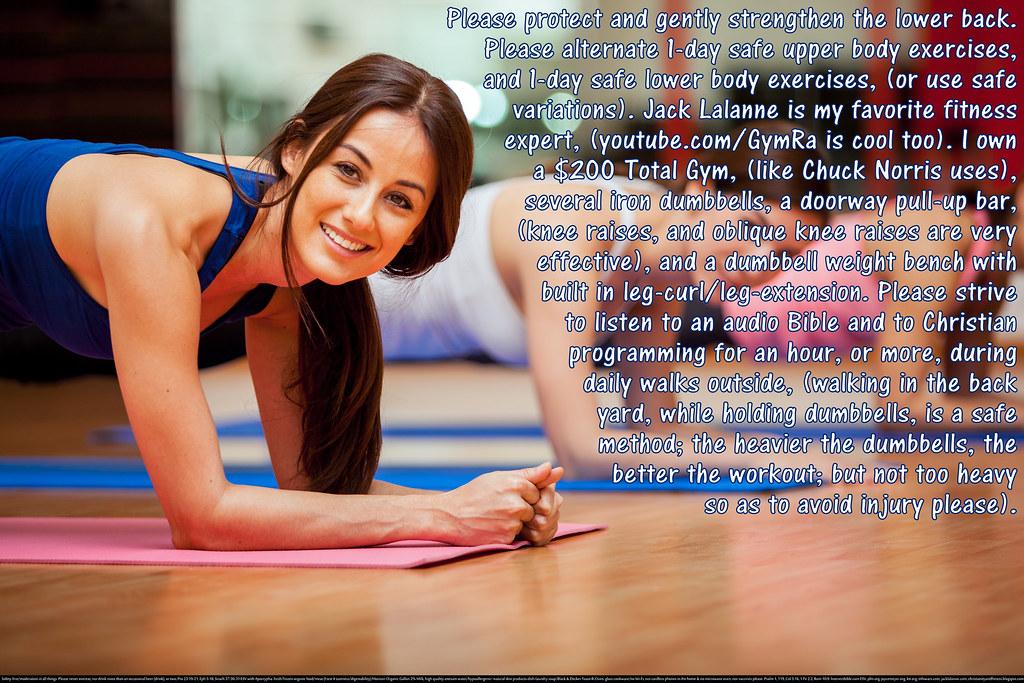 Please protect and gently strengthen the lower back.
Please alternate 1-day safe upper body exercises,
and 1-day safe lower body exercises, (or use safe
variations). Jack Lalanne is my favorite fitness
expert, (youtube.com/GymRa is cool too). I own
a $200 Total Gym, (like Chuck Norris uses),
several iron dumbbells, a doorway pull-up bar,
(knee raises, and oblique knee raises are very
effective), and a dumbbell weight bench with
built in leg-curl/leg-extension. Please strive
to listen to an audio Bible and to Christian
programming for an hour, or more, during
daily walks outside, (walking in the back
yard, while holding dumbbells, is a safe
method; the heavier the dumbbells, the
better the workout; but not too heavy
so as to avoid injury please).